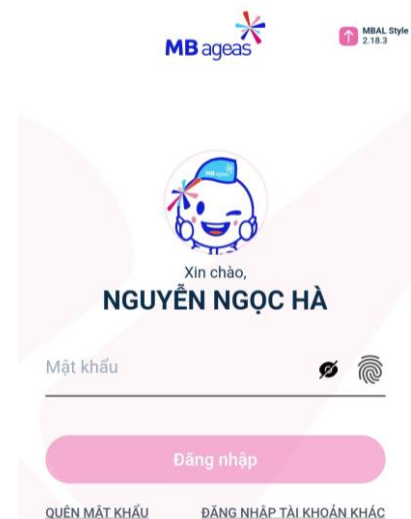 MB ageas
MBAL Style
2.18.3
Xin chào,
NGUYỄN NGỌC HÀ
Mật khẩu
Đăng nhập
QUÊN MẬT KHẨU
ĐĂNG NHẬP TÀI KHOẢN KHÁC